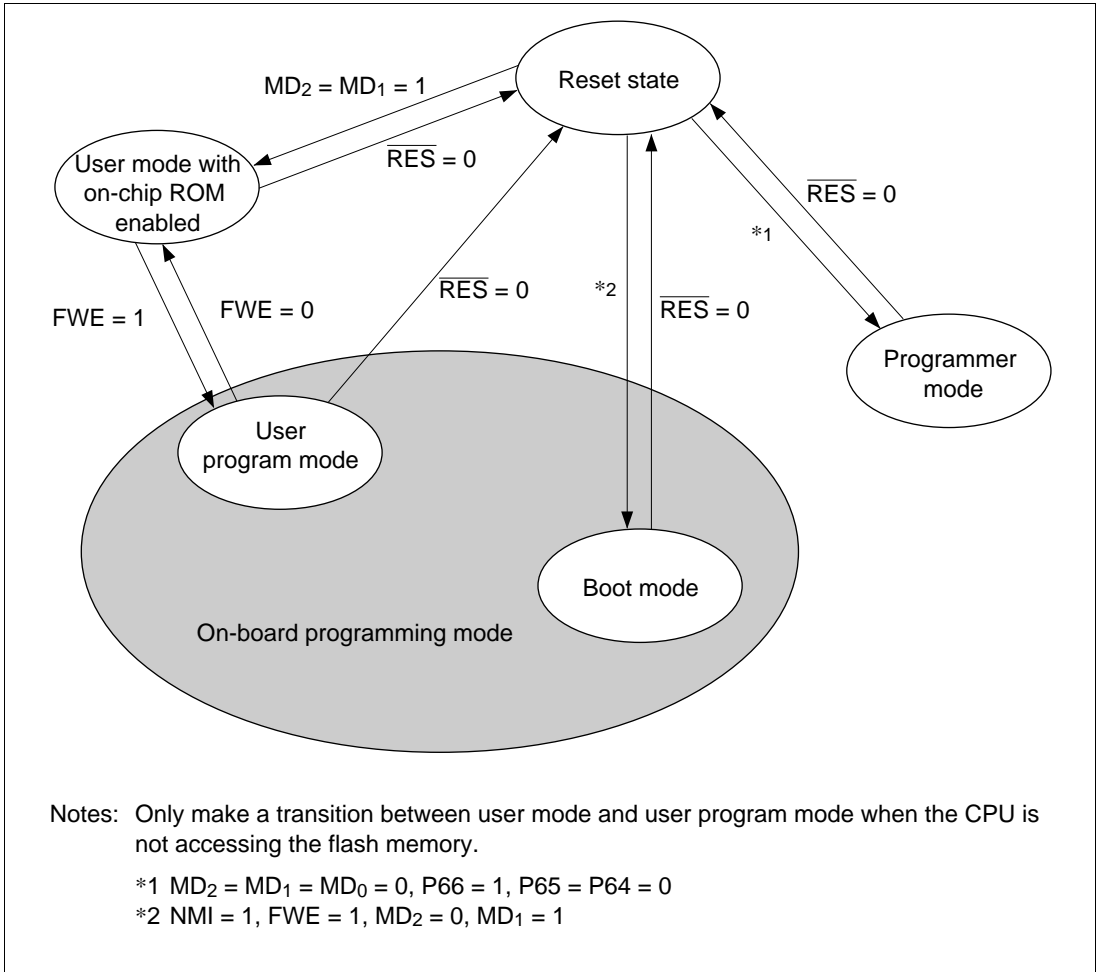 Reset state
MD2 = MD1 = 1
RES = 0
User mode with
on-chip ROM
enabled
RES = 0
*1
FWE = 1
FWE = 0
RES = 0
*2
RES = 0
Programmer
mode
User
program mode
Boot mode
On-board programming mode
Notes: Only make a transition between user mode and user program mode when the CPU is
not accessing the flash memory.
*1 MD2 = MD1 = MD0 = 0, P66 = 1, P65 = P64 = 0
*2 NMI = 1, FWE = 1, MD2 = 0, MD1 = 1